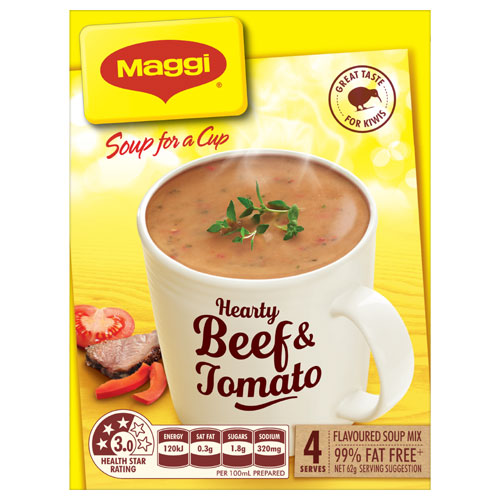 Maggi®
Soup for a Cup
GREAT TASTE
FOR KIWIS
Hearty
Beef &
Tomato
3.0
HEALTH STAR
RATING
ENERGY
120kJ
SAT FAT
0.3g
SUGARS
1.8g
SODIUM
320mg
PER 100mL PREPARED
4
SERVES
FLAVOURED SOUP MIX
99% FAT FREE+
NET 62g SERVING SUGGESTION